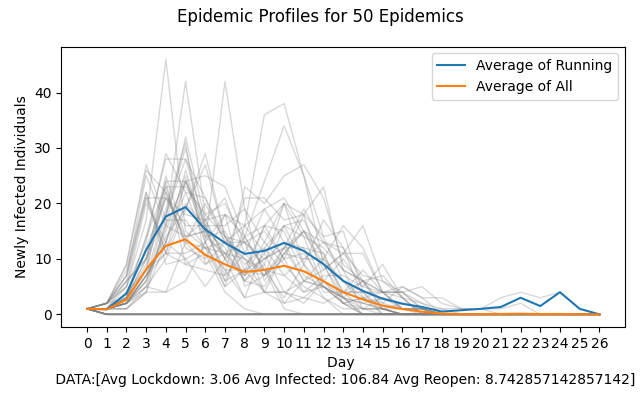 Epidemic Profiles for 50 Epidemics
Average of Running
Average of All
Newly Infected Individuals
40
30
20
10
0
0 1 2 3 4 5 6 7 8 9 10 11 12 13 14 15 16 17 18 19 20 21 22 23 24 25 26
Day
DATA:[Avg Lockdown: 3.06 Avg Infected: 106.84 Avg Reopen: 8.742857142857142]